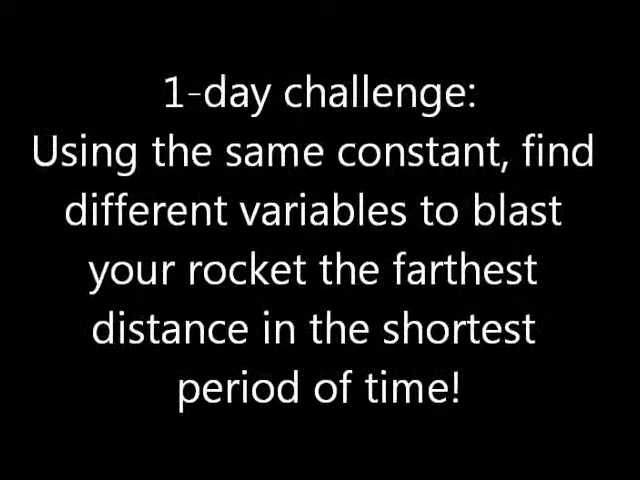 1-day challenge:
Using the same constant, find
different variables to blast
your rocket the farthest
distance in the shortest
period of time!